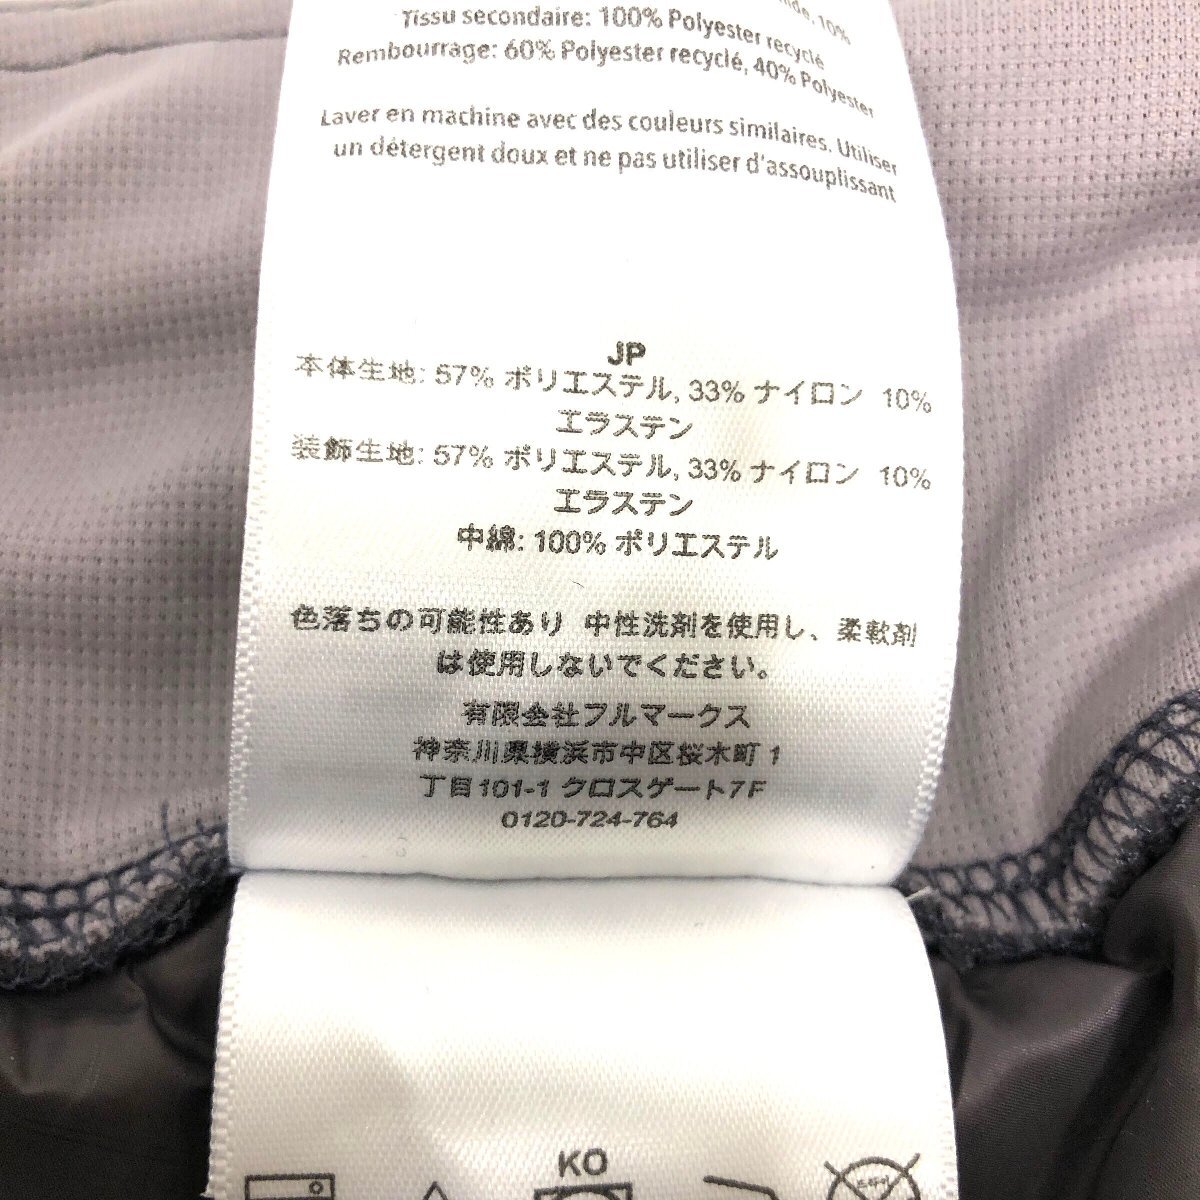 10%
Tissu secondaire: 100% Polyester recyclé
Rembourrage: 60% Polyester recyclé, 40% Polyester
Laver en machine avec des couleurs similaires. Utiliser
un détergent doux et ne pas utiliser d'assouplissant
JP
本体生地: 57% ポリエステル, 33% ナイロン 10%
エラステン
装飾生地: 57% ポリエステル, 33% ナイロン 10%
エラステン
中綿: 100% ポリエステル
色落ちの可能性あり 中性洗剤を使用し、柔軟剤
は使用しないでください。
有限会社フルマークス
神奈川県横浜市中区桜木町 1
丁目101-1 クロスゲート7F
0120-724-764
KO
드라이